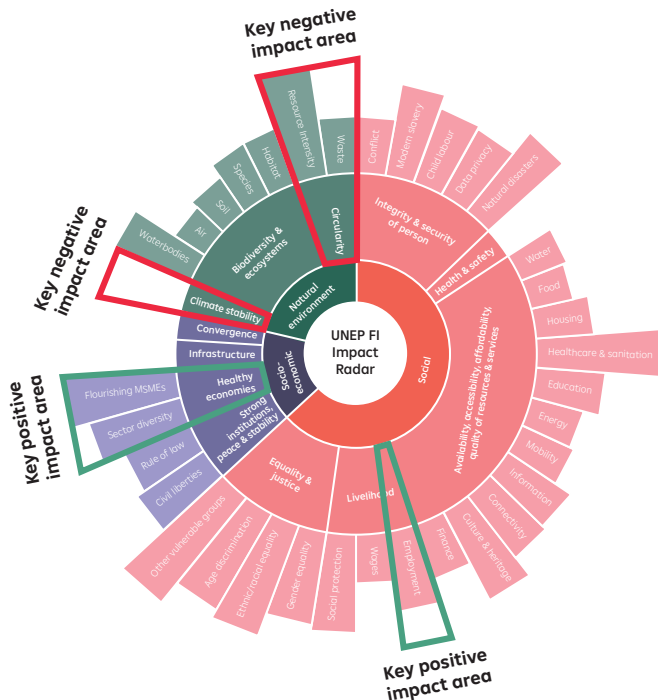 Key negative
impact area
Key negative
impact area
Key positive
impact area
Key positive
impact area
UNEP FI
Impact
Radar
Social
Socio-
economic
Natural
environment
Integrity & security
of person
Health & safety
Availability, accessibility, affordability,
quality of resources & services
Livelihood
Equality &
justice
Strong
institutions,
peace & stability
Healthy
economies
Infrastructure
Convergence
Climate stability
Biodiversity &
ecosystems
Circularity
Conflict
Modern slavery
Child labour
Data privacy
Natural disasters
Water
Food
Housing
Healthcare & sanitation
Education
Energy
Mobility
Information
Connectivity
Culture & heritage
Finance
Employment
Wages
Social protection
Gender equality
Ethnic/racial equality
Age discrimination
Other vulnerable groups
Civil liberties
Rule of law
Sector diversity
Flourishing MSMEs
Waterbodies
Air
Soil
Species
Habitat
Resource Intensity
Waste